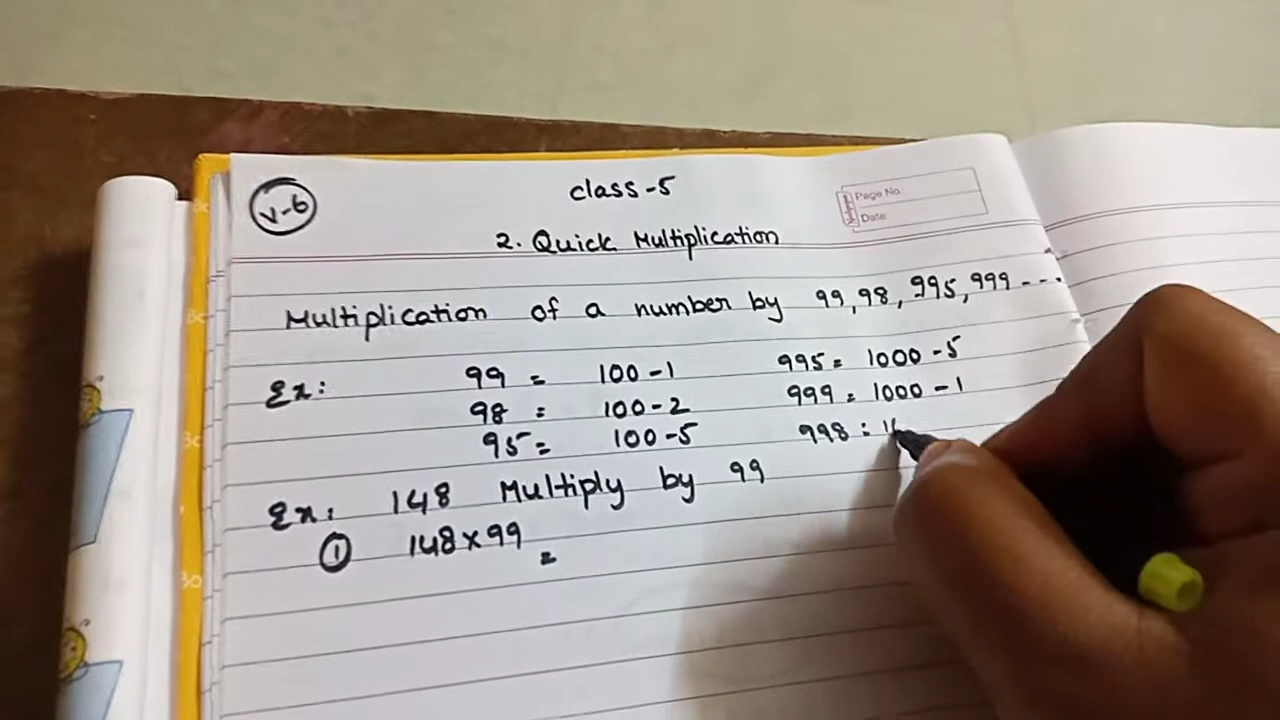 V-6
class-5
Page No.
Date:
2. Quick Multiplication
Multiplication of a number by 99, 98, 995, 999 ----
Ex: 99 = 100-1 995 = 1000-5
98 = 100-2 999 = 1000-1
95 = 100-5 998 =
Ex: 148 Multiply by 99
① 148×99 =